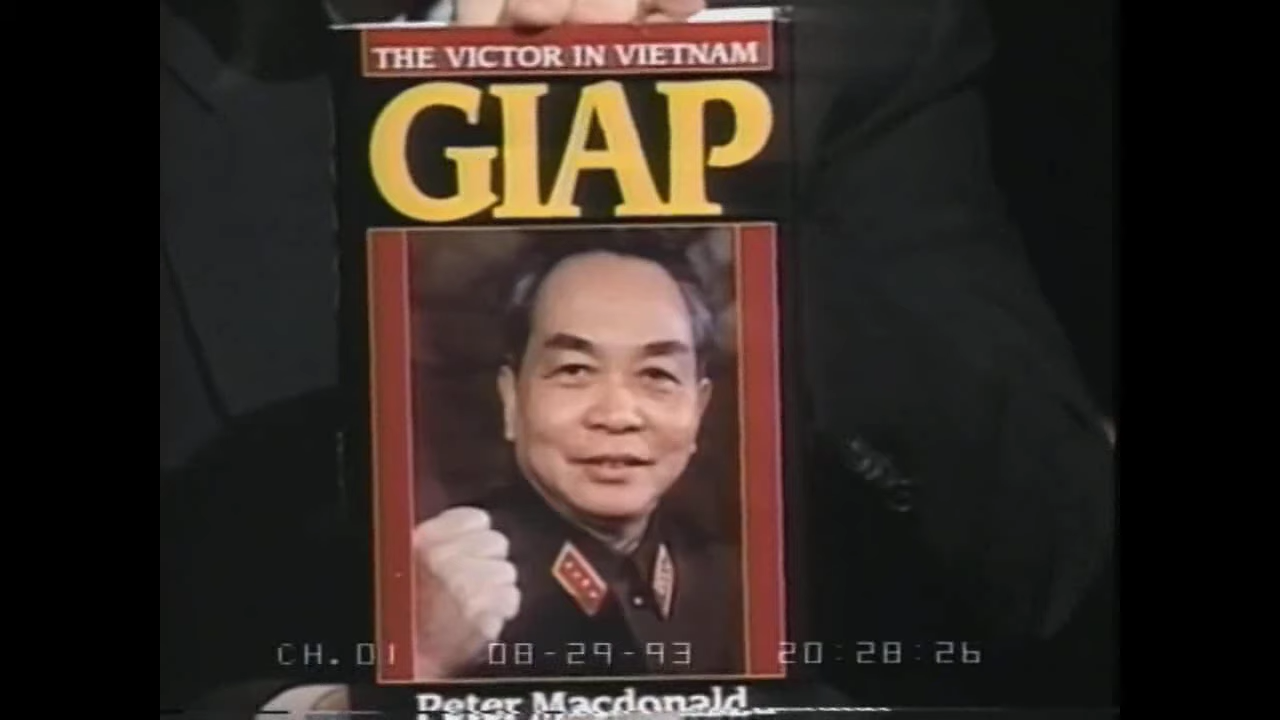 THE VICTOR IN VIETNAM
GIAP
CH.01 08-29-93 20:28:26
Peter Macdonald